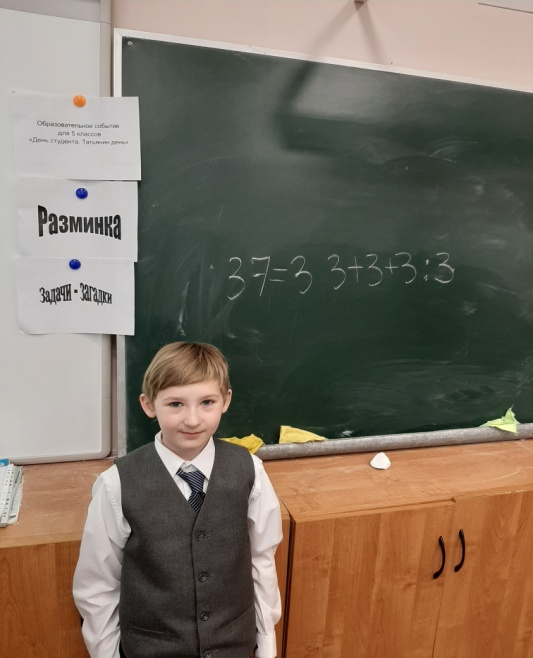 Образовательное событие
для 5 классов
«День студента. Татьянин день»
Разминка
Задачи - Загадки
37=3 3+3+3:3